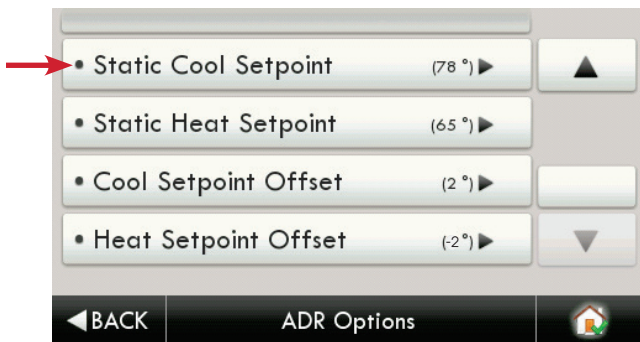 • Static Cool Setpoint (78 °)▶
• Static Heat Setpoint (65 °)▶
• Cool Setpoint Offset (2 °)▶
• Heat Setpoint Offset (-2 °)▶
◀BACK ADR Options